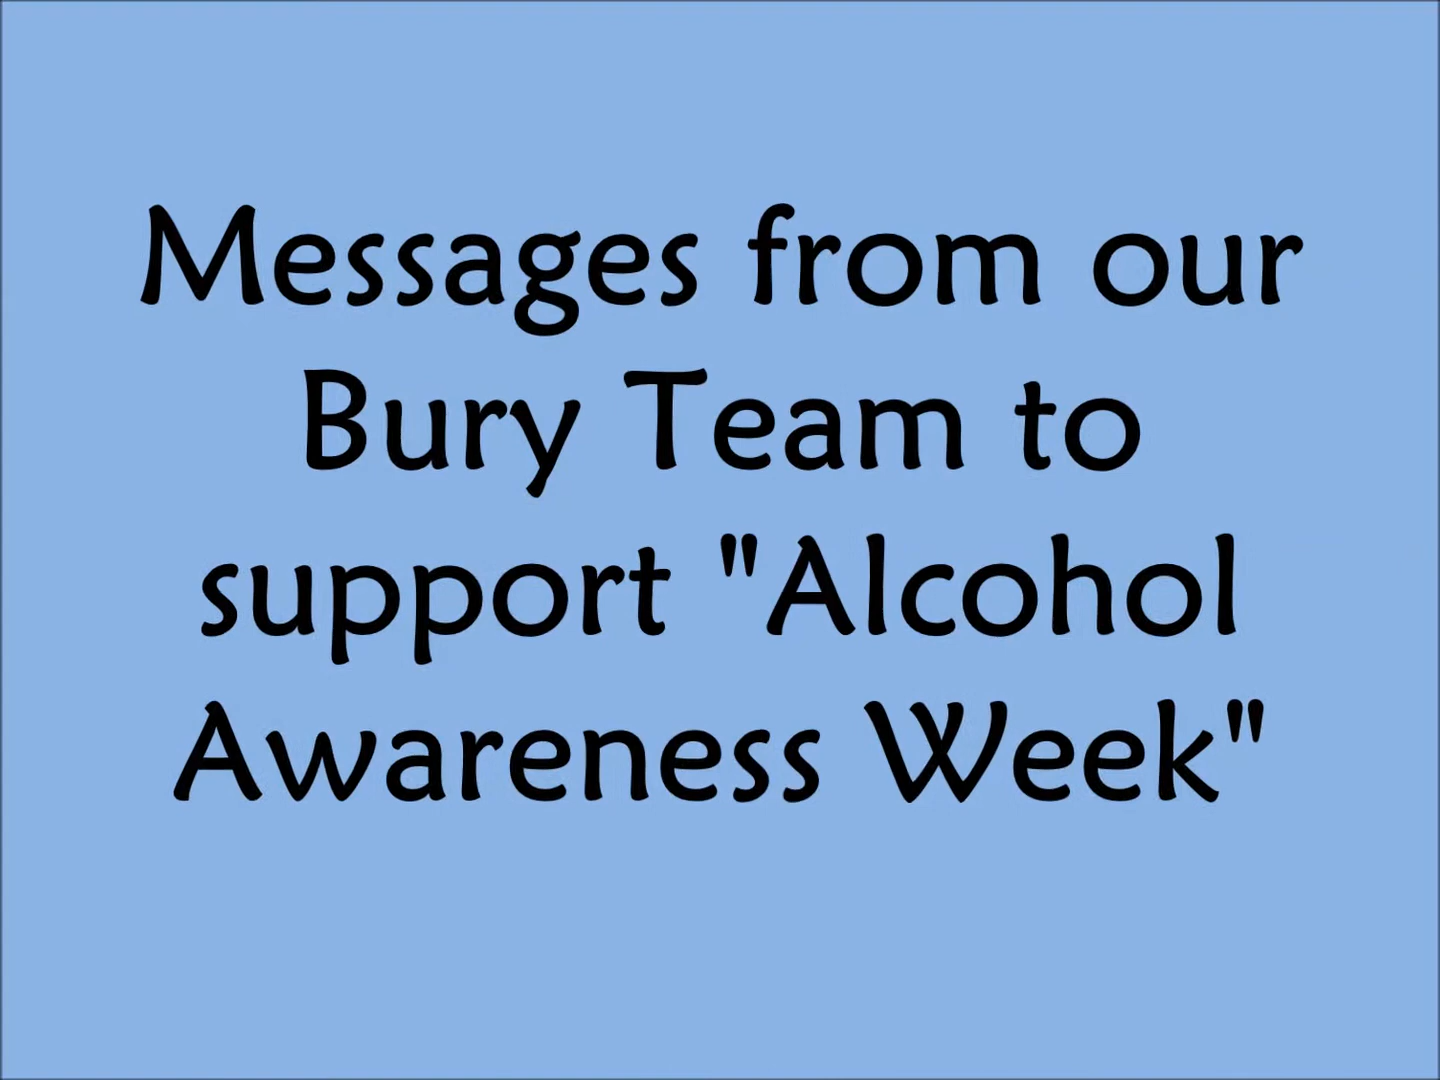 Messages from our
Bury Team to
support "Alcohol
Awareness Week"